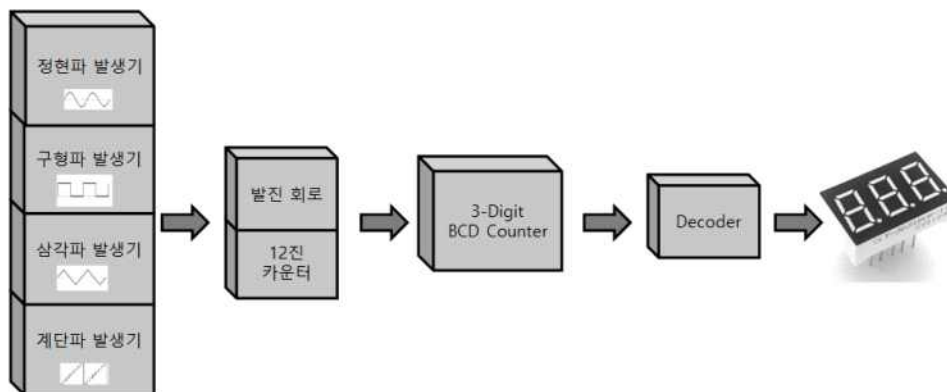 정현파 발생기
구형파 발생기
삼각파 발생기
계단파 발생기
발진 회로
12진
카운터
3-Digit
BCD Counter
Decoder